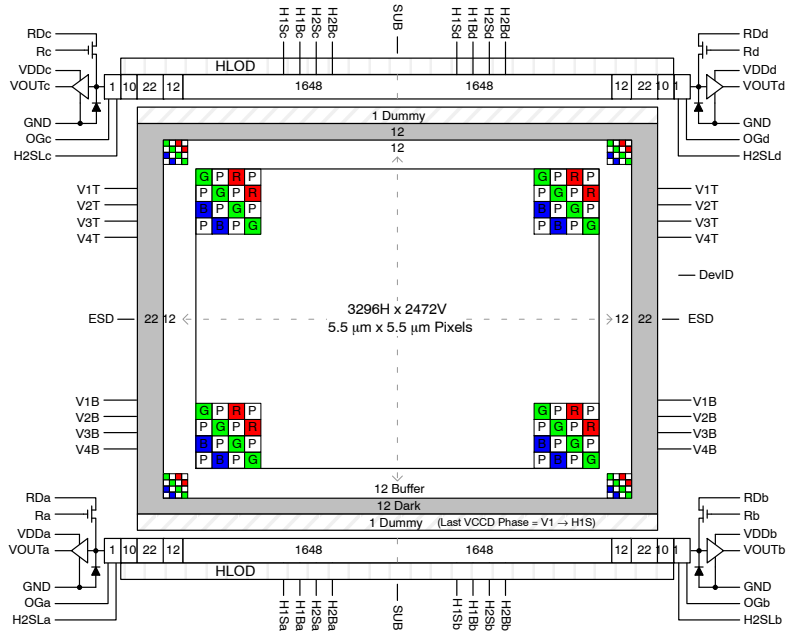 H1Sc H1Bc H2Sc H2Bc SUB H1Sd H1Bd H2Sd H2Bd
RDc RDd
Rc HLOD Rd
VDDc VDDd
VOUTc 1 10 22 12 1648 1648 12 22 10 1 VOUTd
GND 1 Dummy GND
OGc 12 OGd
H2SLc 12 H2SLd
G P R P G P R P
V1T P G P R P G P R V1T
V2T B P G P B P G P V2T
V3T P B P G P B P G V3T
V4T V4T
DevID
3296H x 2472V
ESD 22 12 12 22 ESD
5.5 μm x 5.5 μm Pixels
V1B V1B
V2B G P R P G P R P V2B
V3B P G P R P G P R V3B
V4B B P G P B P G P V4B
P B P G P B P G
12 Buffer
RDa 12 Dark RDb
Ra 1 Dummy (Last VCCD Phase = V1 → H1S) Rb
VDDa VDDb
VOUTa 1 10 22 12 1648 1648 12 22 10 1 VOUTb
HLOD
GND GND
OGa OGb
H2SLa H2SLb
H1Sa H1Ba H2Sa H2Ba SUB H1Sb H1Bb H2Sb H2Bb